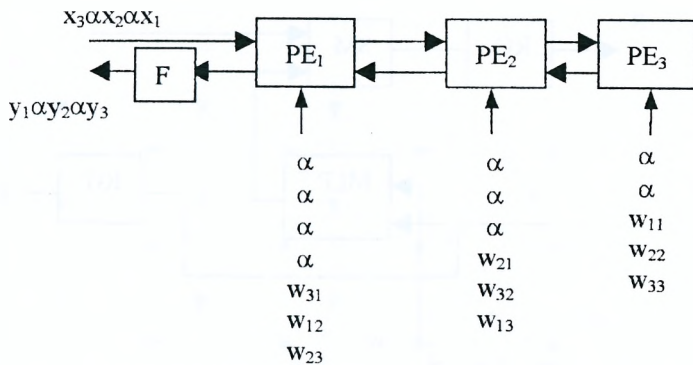 x₃αx₂αx₁
PE₁ PE₂ PE₃
F
y₁αy₂αy₃
α α α
α α α
α α w₁₁
α w₂₁ w₂₂
w₃₁ w₃₂ w₃₃
w₁₂ w₁₃
w₂₃